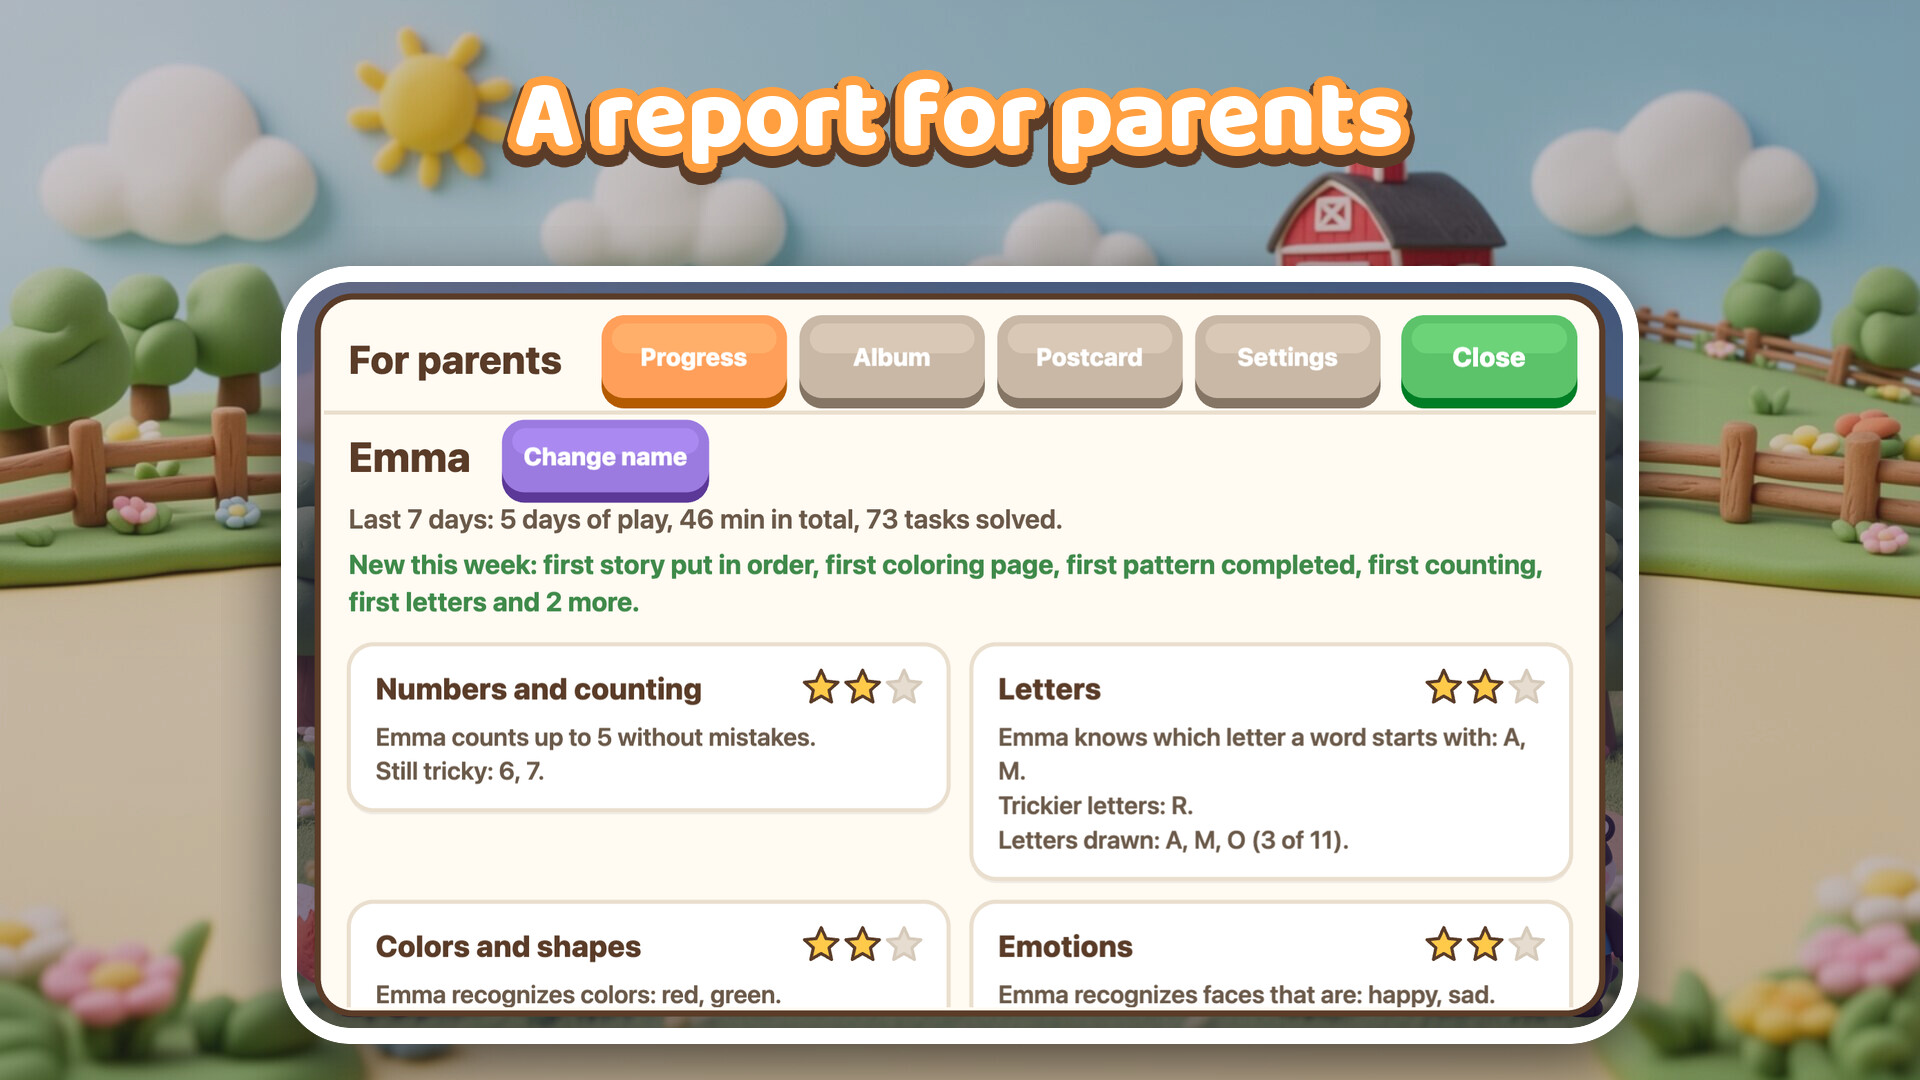 A report for parents
For parents
Progress
Album
Postcard
Settings
Close
Emma
Change name
Last 7 days: 5 days of play, 46 min in total, 73 tasks solved.
New this week: first story put in order, first coloring page, first pattern completed, first counting,
first letters and 2 more.
Numbers and counting
Emma counts up to 5 without mistakes.
Still tricky: 6, 7.
Letters
Emma knows which letter a word starts with: A,
M.
Trickier letters: R.
Letters drawn: A, M, O (3 of 11).
Colors and shapes
Emma recognizes colors: red, green.
Emotions
Emma recognizes faces that are: happy, sad.